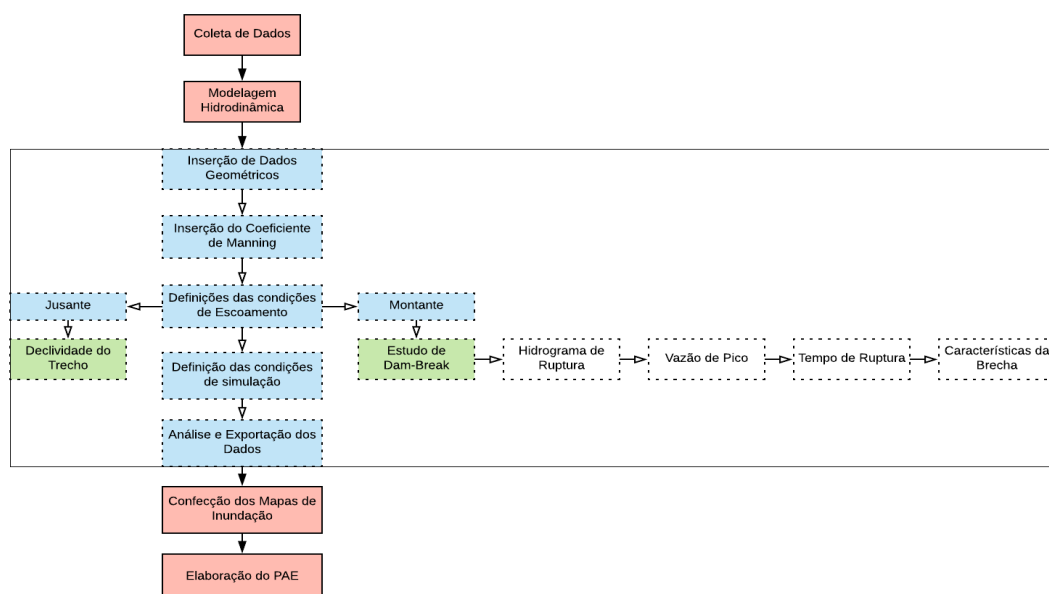 Coleta de Dados
Modelagem
Hidrodinâmica
Inserção de Dados
Geométricos
Inserção do Coeficiente
de Manning
Jusante
Definições das condições
de Escoamento
Montante
Declividade do
Trecho
Definição das condições
de simulação
Estudo de
Dam-Break
Hidrograma de
Ruptura
Vazão de Pico
Tempo de Ruptura
Características da
Brecha
Análise e Exportação dos
Dados
Confecção dos Mapas de
Inundação
Elaboração do PAE